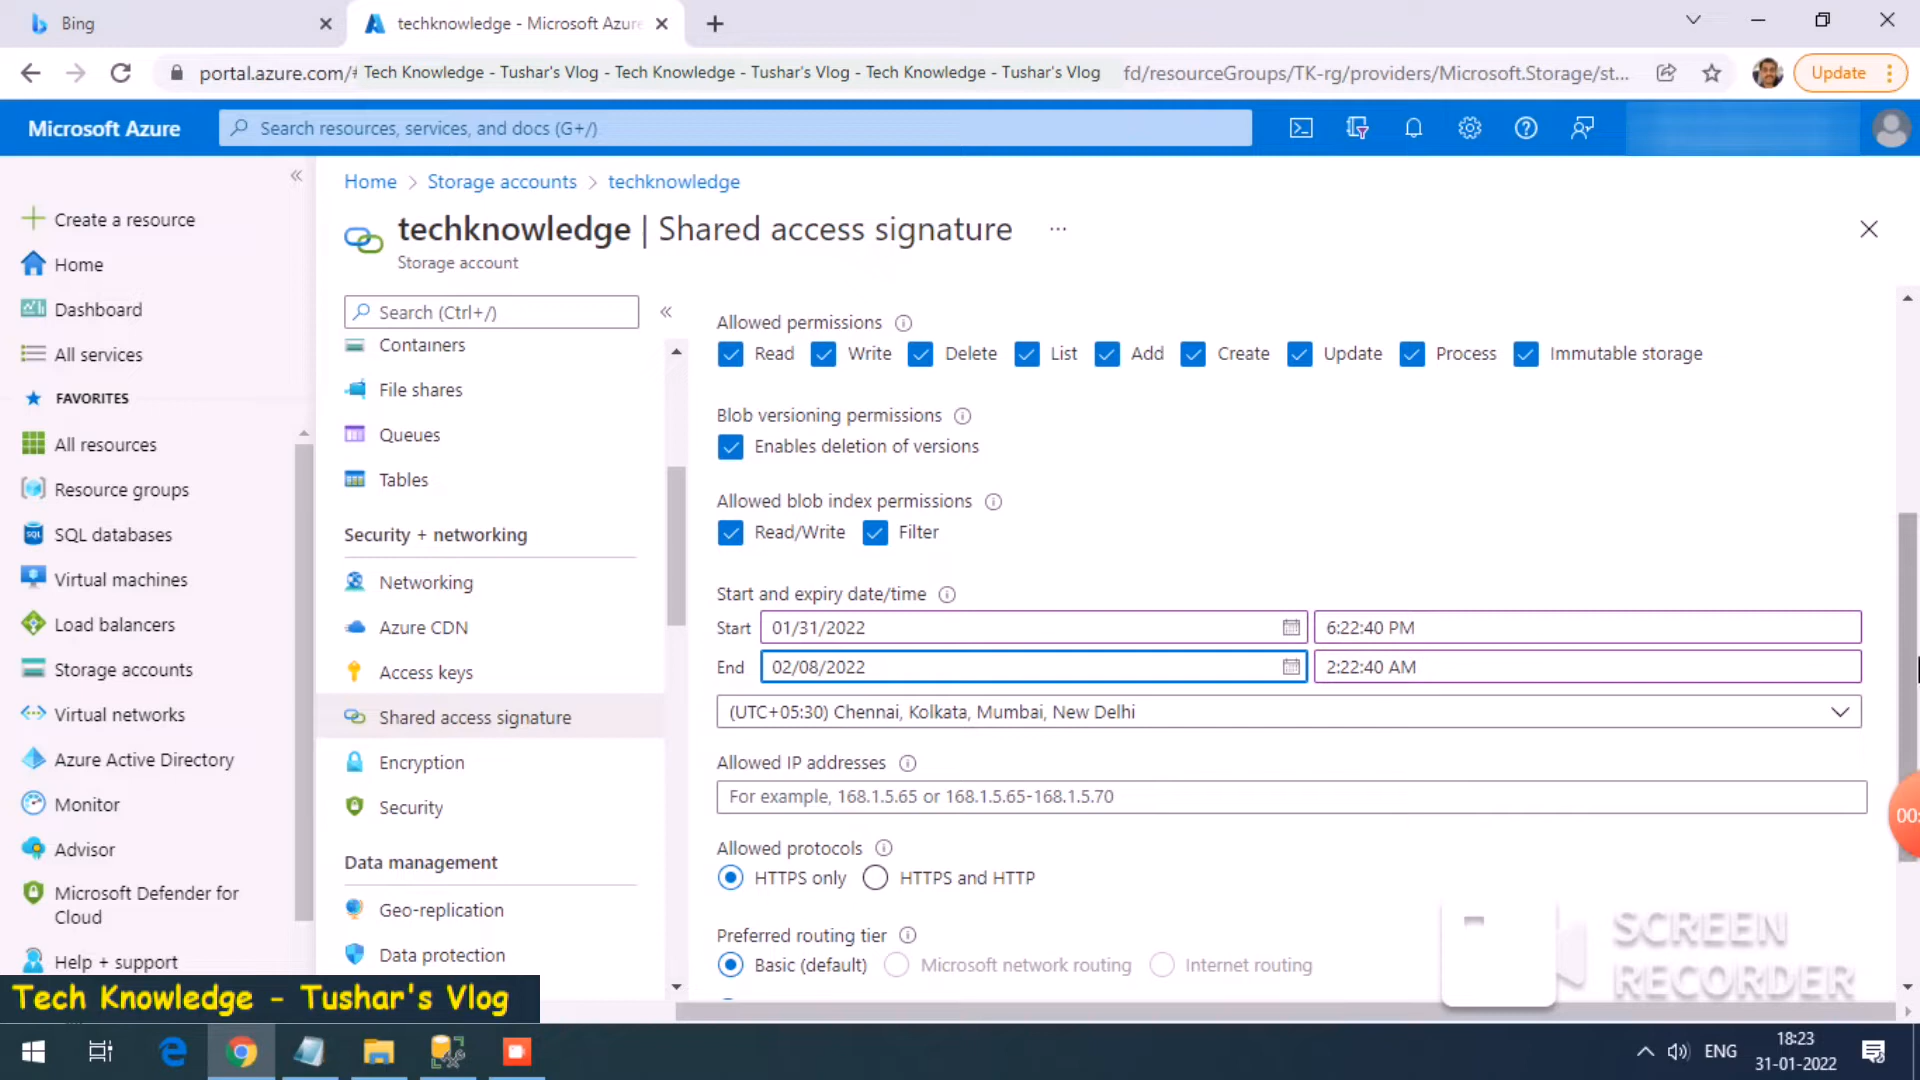 Bing
techknowledge - Microsoft Azure
portal.azure.com/# Tech Knowledge - Tushar's Vlog - Tech Knowledge - Tushar's Vlog - Tech Knowledge - Tushar's Vlog fd/resourceGroups/TK-rg/providers/Microsoft.Storage/st...
Update
Microsoft Azure
Search resources, services, and docs (G+/)
Create a resource
Home
Dashboard
All services
FAVORITES
All resources
Resource groups
SQL databases
Virtual machines
Load balancers
Storage accounts
Virtual networks
Azure Active Directory
Monitor
Advisor
Microsoft Defender for
Cloud
Help + support
Home > Storage accounts > techknowledge
techknowledge | Shared access signature ...
Storage account
Search (Ctrl+/)
Containers
File shares
Queues
Tables
Security + networking
Networking
Azure CDN
Access keys
Shared access signature
Encryption
Security
Data management
Geo-replication
Data protection
Allowed permissions
Read Write Delete List Add Create Update Process Immutable storage
Blob versioning permissions
Enables deletion of versions
Allowed blob index permissions
Read/Write Filter
Start and expiry date/time
Start 01/31/2022 6:22:40 PM
End 02/08/2022 2:22:40 AM
(UTC+05:30) Chennai, Kolkata, Mumbai, New Delhi
Allowed IP addresses
For example, 168.1.5.65 or 168.1.5.65-168.1.5.70
Allowed protocols
HTTPS only HTTPS and HTTP
Preferred routing tier
Basic (default) Microsoft network routing Internet routing
00:
SCREEN
RECORDER
Tech Knowledge - Tushar's Vlog
ENG
18:23
31-01-2022